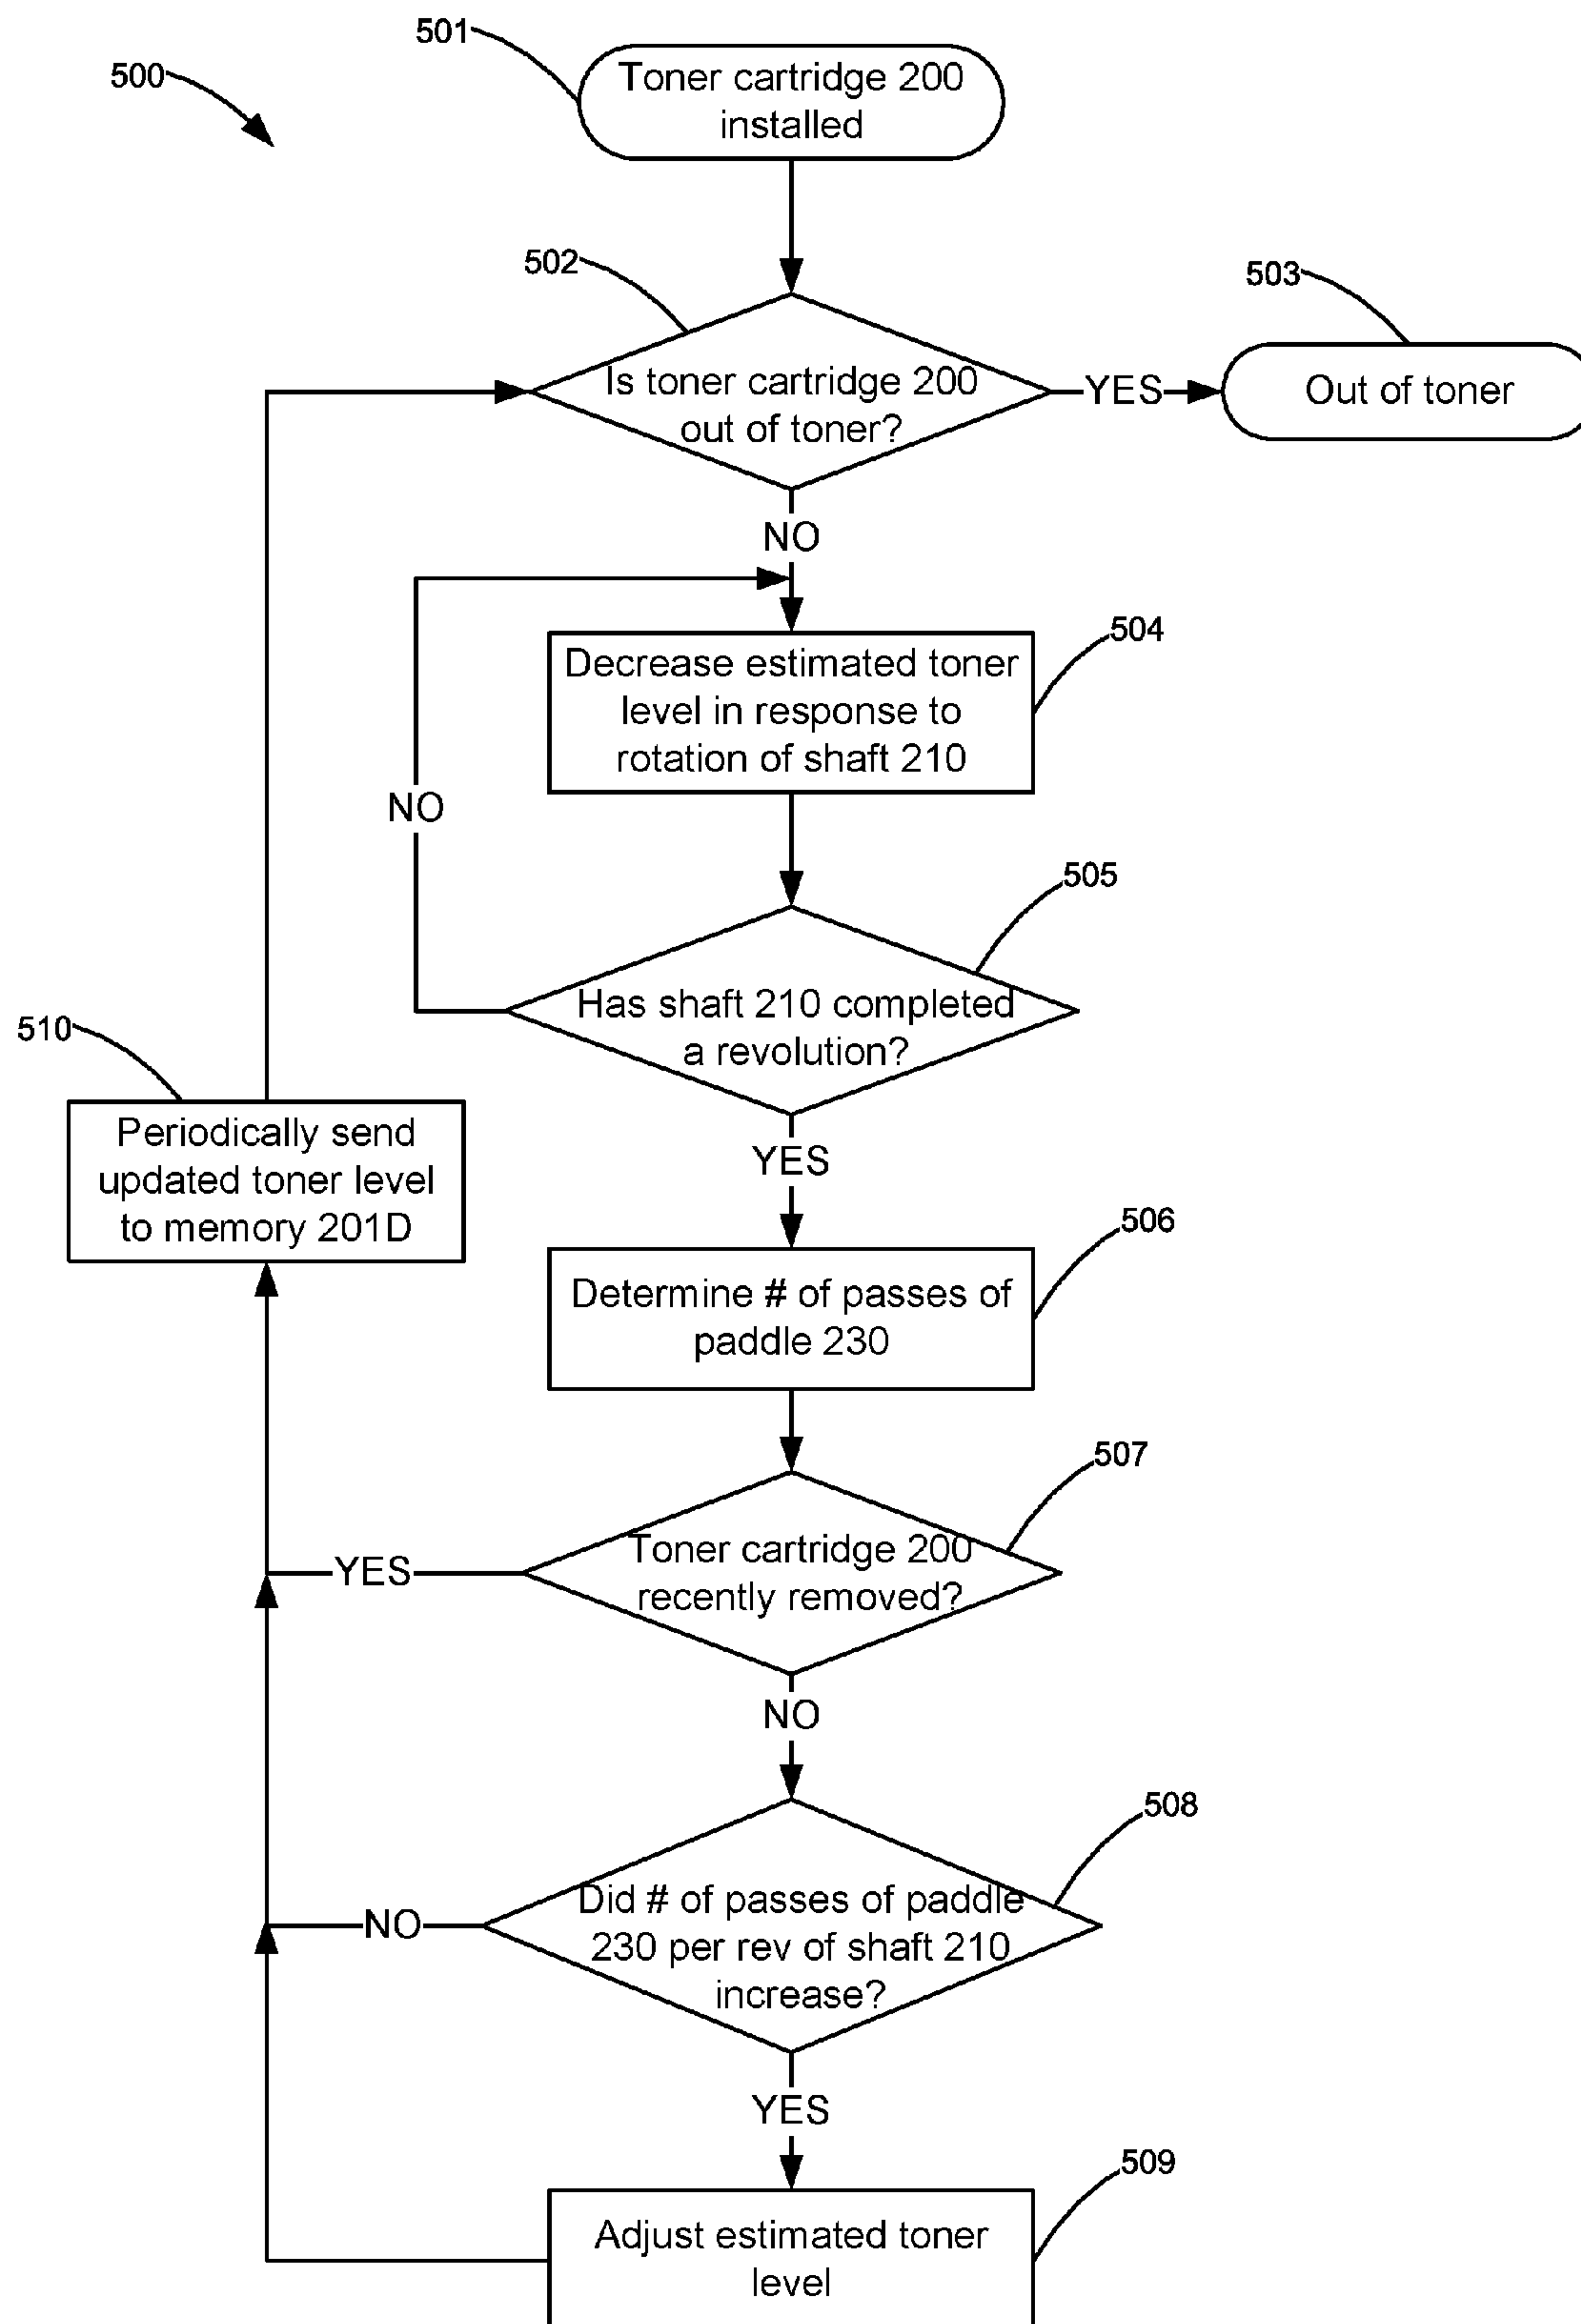 501
Toner cartridge 200
installed
500
502
Is toner cartridge 200
out of toner?
YES
503
Out of toner
NO
504
Decrease estimated toner
level in response to
rotation of shaft 210
NO
505
Has shaft 210 completed
a revolution?
YES
510
Periodically send
updated toner level
to memory 201D
506
Determine # of passes of
paddle 230
507
Toner cartridge 200
recently removed?
YES
NO
508
Did # of passes of paddle
230 per rev of shaft 210
increase?
NO
YES
509
Adjust estimated toner
level